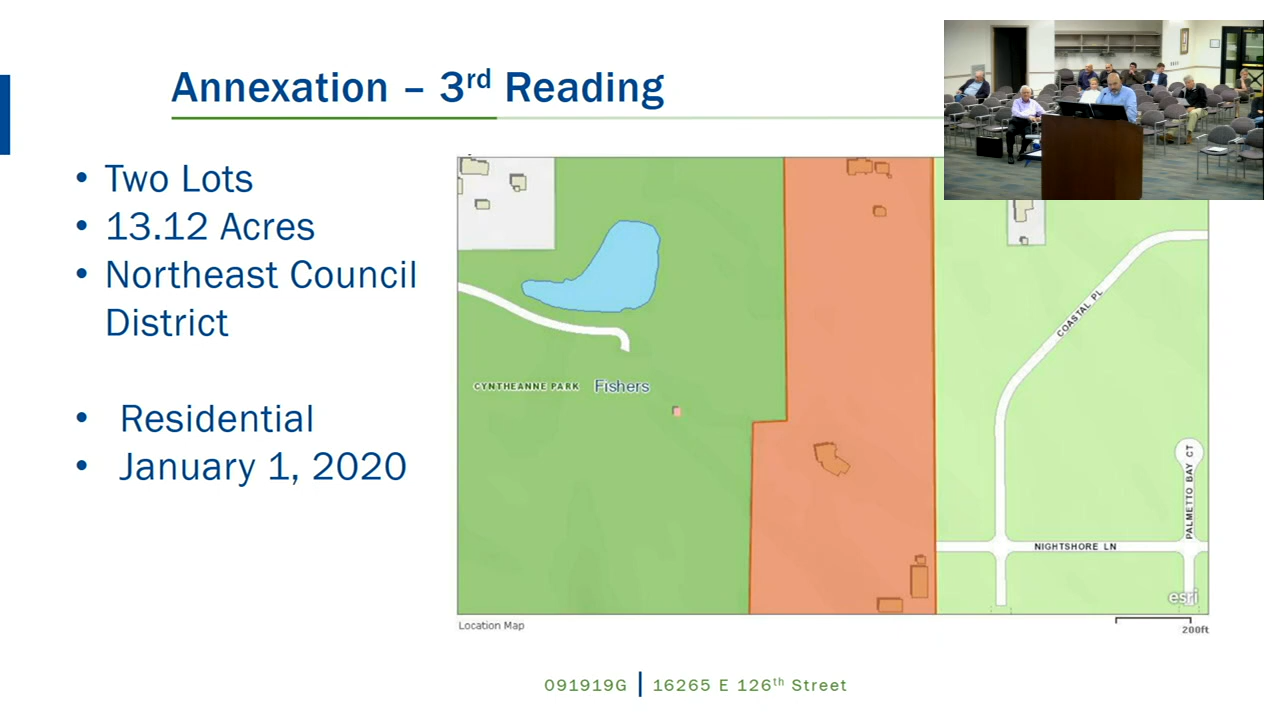 Annexation – 3rd Reading
• Two Lots
• 13.12 Acres
• Northeast Council
District
• Residential
• January 1, 2020
CYNTHEANNE PARK
Fishers
COASTAL PL
PALMETTO BAY CT
NIGHTSHORE LN
esri
Location Map
200ft
091919G | 16265 E 126th Street